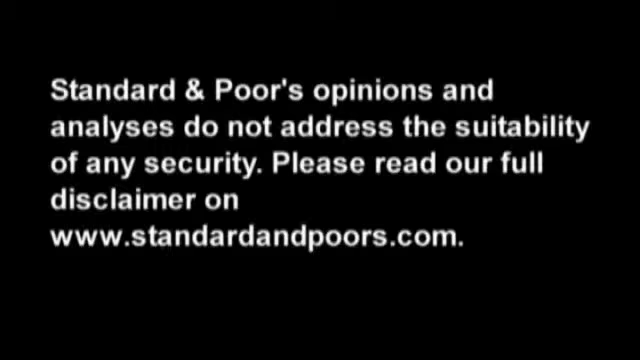 Standard & Poor's opinions and
analyses do not address the suitability
of any security. Please read our full
disclaimer on
www.standardandpoors.com.